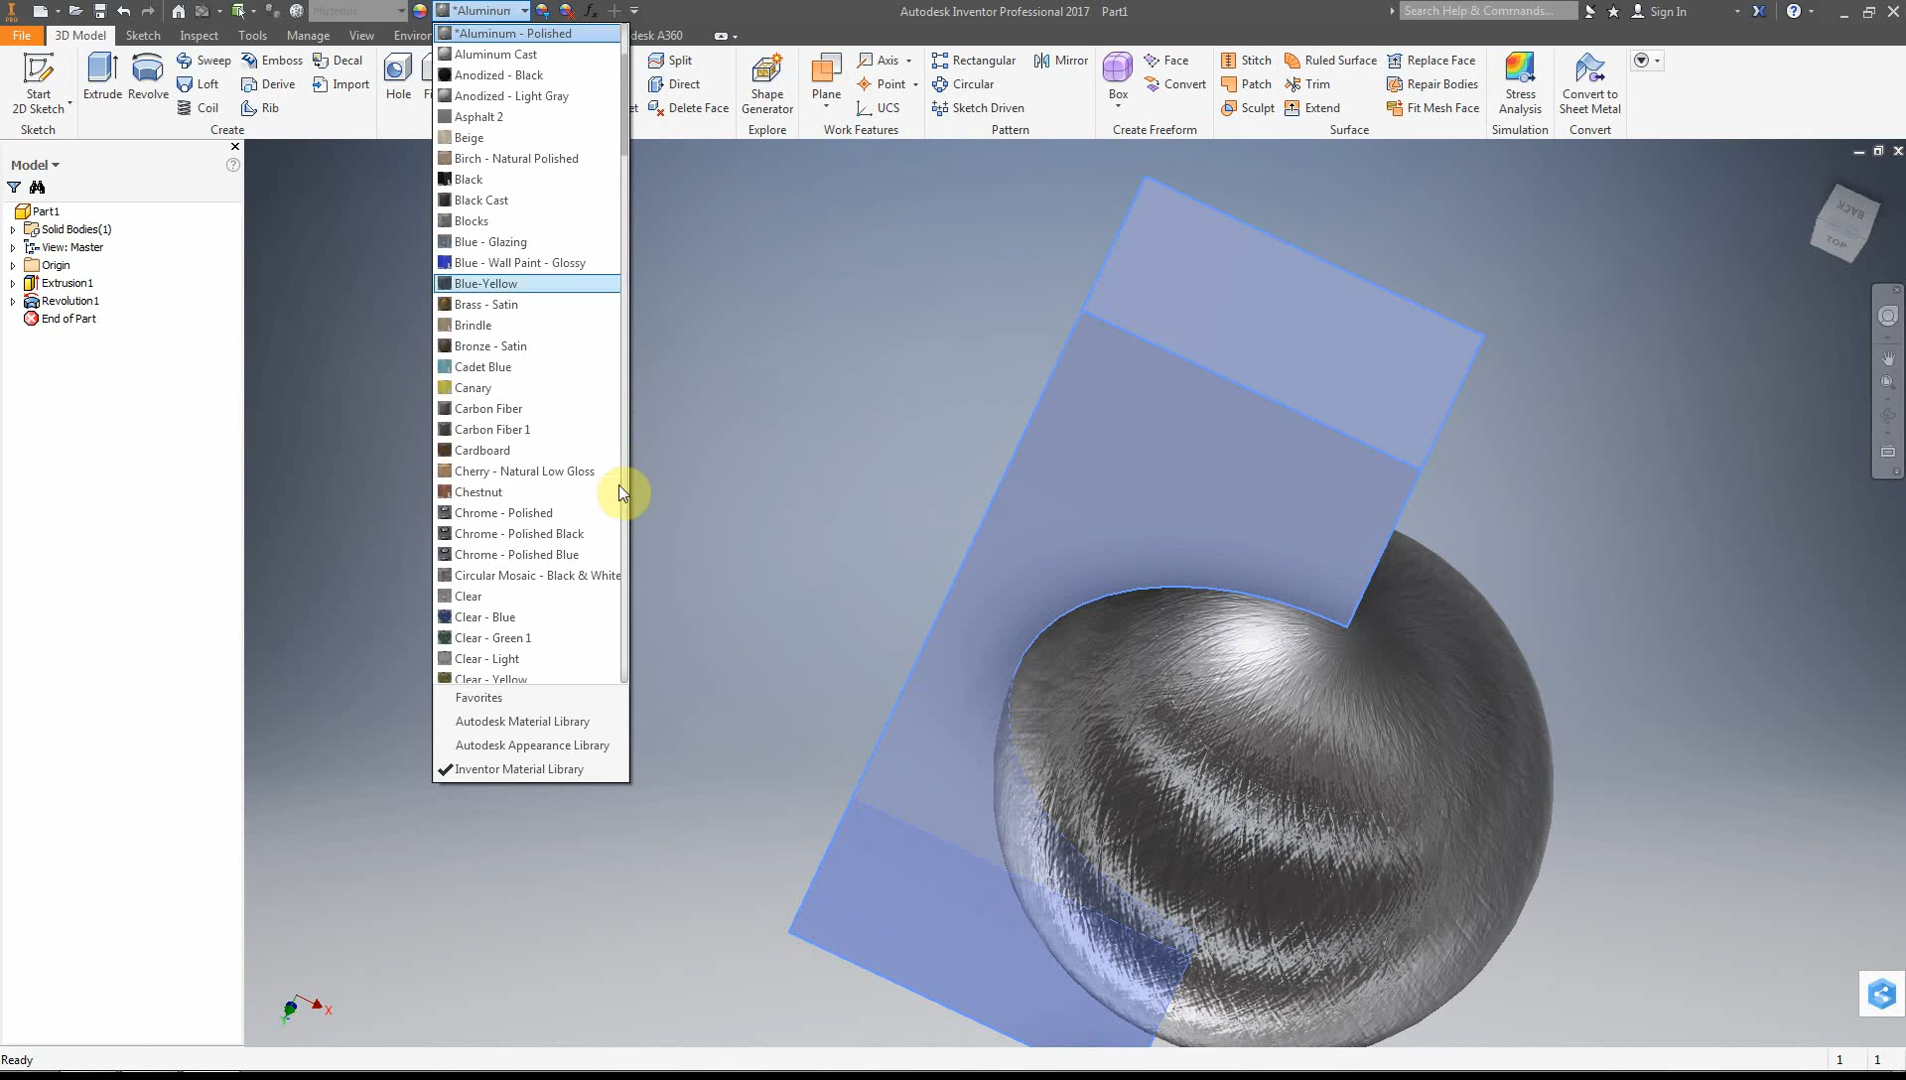 PRO
Material
*Aluminun
Autodesk Inventor Professional 2017 Part1
Search Help & Commands...
Sign In
File
3D Model
Sketch
Inspect
Tools
Manage
View
Environ
desk A360
Start
2D Sketch
Sketch
Extrude
Revolve
Sweep
Loft
Coil
Emboss
Derive
Rib
Decal
Import
Create
Hole
Split
Direct
Delete Face
Shape
Generator
Explore
Plane
Axis
Point
UCS
Work Features
Rectangular
Circular
Sketch Driven
Mirror
Pattern
Box
Face
Convert
Create Freeform
Stitch
Patch
Sculpt
Ruled Surface
Trim
Extend
Replace Face
Repair Bodies
Fit Mesh Face
Surface
Stress
Analysis
Simulation
Convert to
Sheet Metal
Convert
Model
Part1
Solid Bodies(1)
View: Master
Origin
Extrusion1
Revolution1
End of Part
*Aluminum - Polished
Aluminum Cast
Anodized - Black
Anodized - Light Gray
Asphalt 2
Beige
Birch - Natural Polished
Black
Black Cast
Blocks
Blue - Glazing
Blue - Wall Paint - Glossy
Blue-Yellow
Brass - Satin
Brindle
Bronze - Satin
Cadet Blue
Canary
Carbon Fiber
Carbon Fiber 1
Cardboard
Cherry - Natural Low Gloss
Chestnut
Chrome - Polished
Chrome - Polished Black
Chrome - Polished Blue
Circular Mosaic - Black & White
Clear
Clear - Blue
Clear - Green 1
Clear - Light
Clear - Yellow
Favorites
Autodesk Material Library
Autodesk Appearance Library
Inventor Material Library
BACK
TOP
X
Ready
1 1